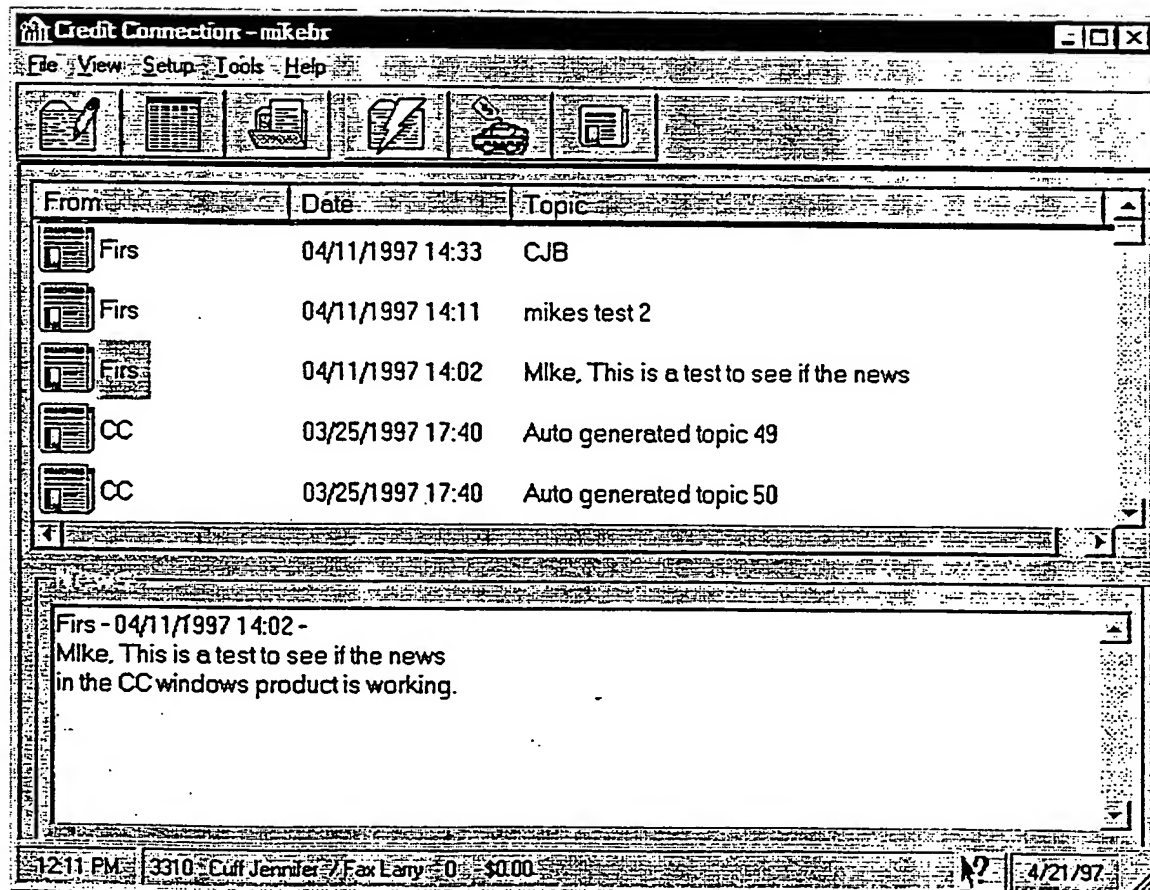 Credit Connection - mikebr
File View Setup Tools Help
From Date Topic
Firs 04/11/1997 14:33 CJB
Firs 04/11/1997 14:11 mikes test 2
Firs 04/11/1997 14:02 MIke, This is a test to see if the news
CC 03/25/1997 17:40 Auto generated topic 49
CC 03/25/1997 17:40 Auto generated topic 50
News
Firs - 04/11/1997 14:02 -
MIke, This is a test to see if the news
in the CC windows product is working.
12:11 PM 3310 Cuff Jennifer / Fax Larry 0 $0.00 4/21/97